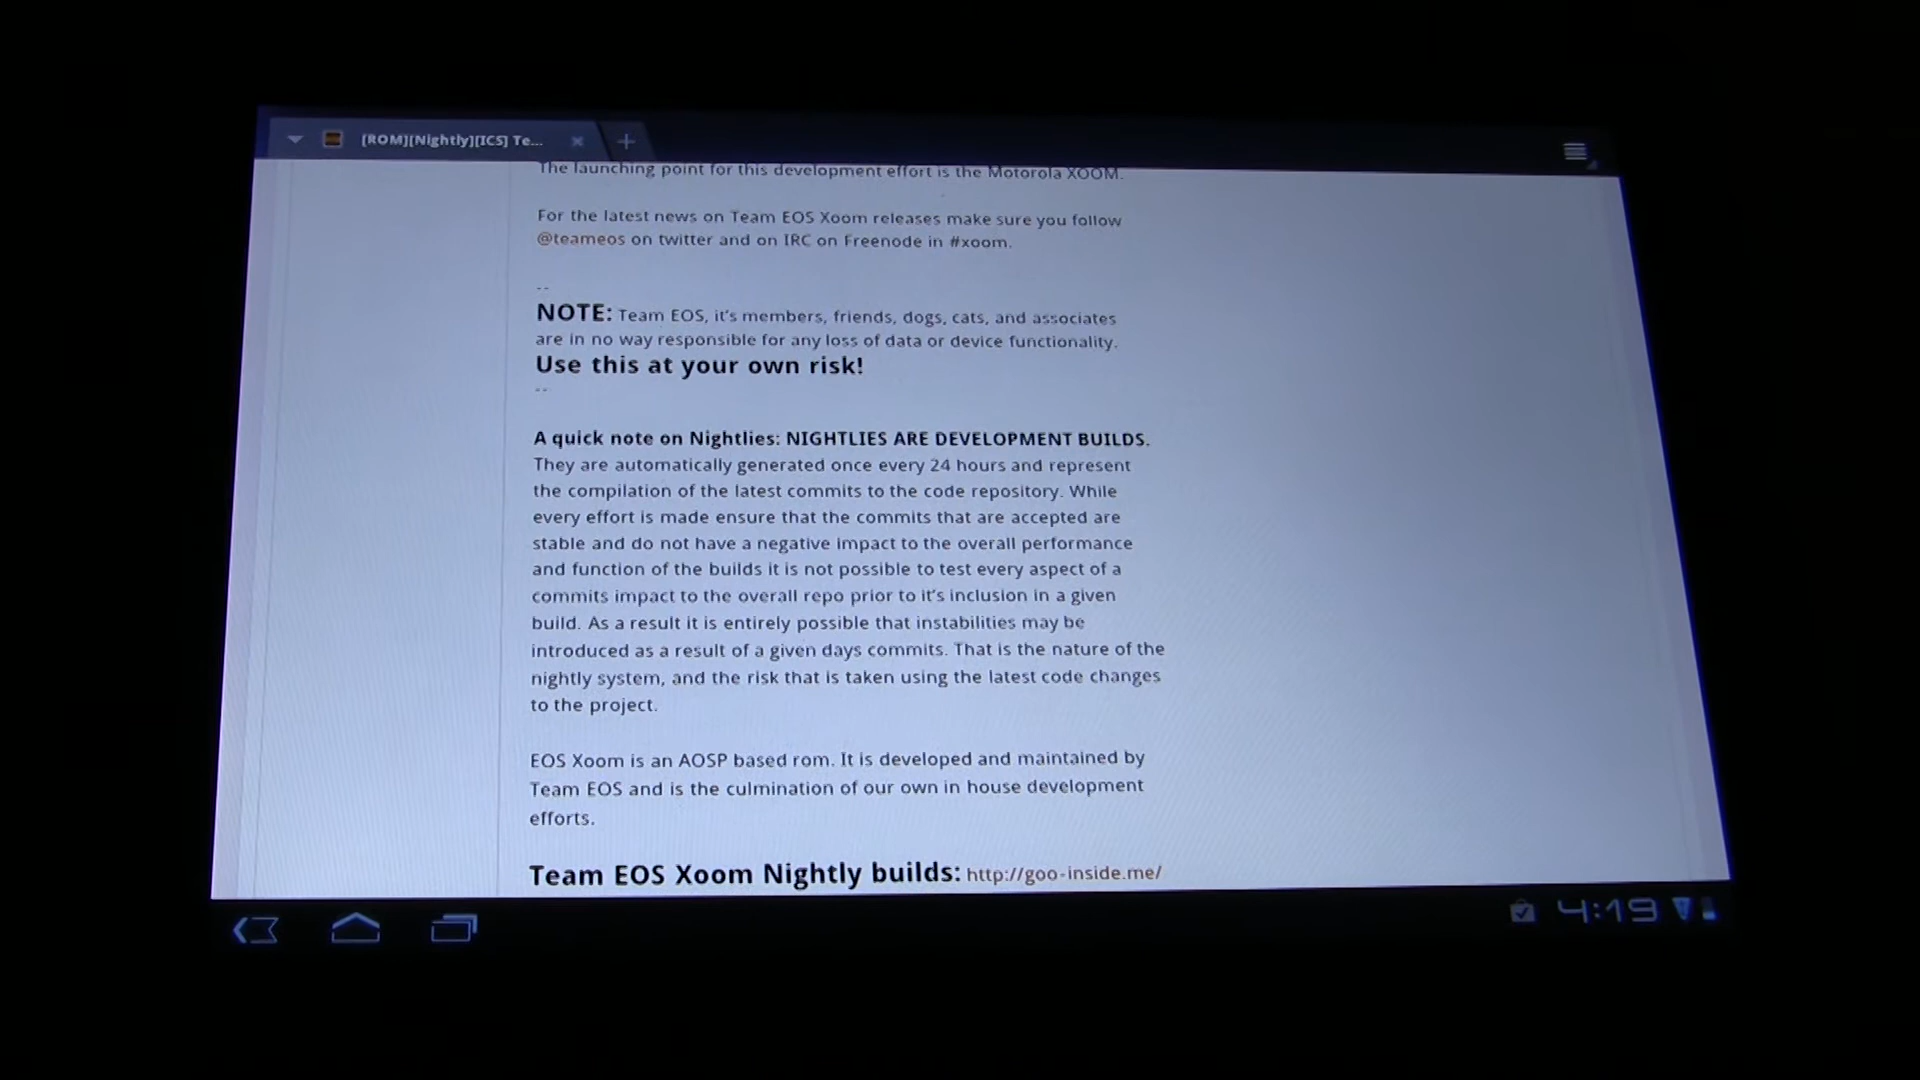 [ROM][Nightly][ICS] Te...
The launching point for this development effort is the Motorola XOOM.
For the latest news on Team EOS Xoom releases make sure you follow
@teameos on twitter and on IRC on Freenode in #xoom.
--
NOTE: Team EOS, it's members, friends, dogs, cats, and associates
are in no way responsible for any loss of data or device functionality.
Use this at your own risk!
--
A quick note on Nightlies: NIGHTLIES ARE DEVELOPMENT BUILDS.
They are automatically generated once every 24 hours and represent
the compilation of the latest commits to the code repository. While
every effort is made ensure that the commits that are accepted are
stable and do not have a negative impact to the overall performance
and function of the builds it is not possible to test every aspect of a
commits impact to the overall repo prior to it's inclusion in a given
build. As a result it is entirely possible that instabilities may be
introduced as a result of a given days commits. That is the nature of the
nightly system, and the risk that is taken using the latest code changes
to the project.
EOS Xoom is an AOSP based rom. It is developed and maintained by
Team EOS and is the culmination of our own in house development
efforts.
Team EOS Xoom Nightly builds: http://goo-inside.me/
4:19